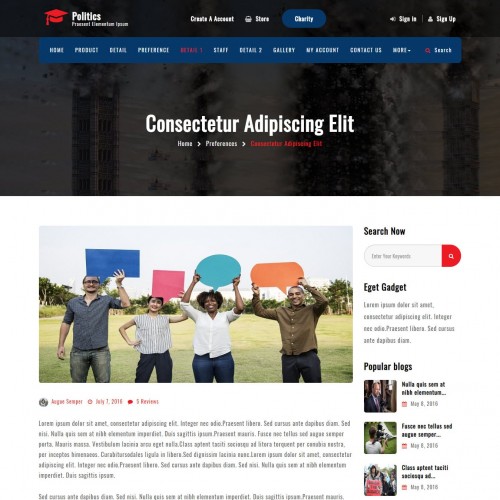 Politics
Praesent Elementum Ipsum
Create A Account
Store
Charity
Sign in
Sign Up
HOME
PRODUCT
DETAIL
PREFERENCE
DETAIL 1
STAFF
DETAIL 2
GALLERY
MY ACCOUNT
CONTACT US
MORE
Search
Consectetur Adipiscing Elit
Home > Preferences > Consectetur Adipiscing Elit
Augue Semper
July 7, 2016
5 Reviews
Lorem ipsum dolor sit amet, consectetur adipiscing elit. Integer nec odio.Praesent libero. Sed cursus ante dapibus diam. Sed
nisi. Nulla quis sem at nibh elementum imperdiet. Duis sagittis ipsum.Praesent mauris. Fusce nec tellus sed augue semper
porta. Mauris massa. Vestibulum lacinia arcu eget nulla.Class aptent taciti sociosqu ad litora torquent per conubia nostra,
per inceptos himenaeos. Curabitursodales ligula in libero.Sed dignissim lacinia nunc.Lorem ipsum dolor sit amet, consectetur
adipiscing elit. Integer nec odio.Praesent libero. Sed cursus ante dapibus diam. Sed nisi. Nulla quis sem at nibh elementum
imperdiet. Duis sagittis ipsum. Praesent mauris.
Sed cursus ante dapibus diam. Sed nisi. Nulla quis sem at nibh elementum imperdiet. Duis sagittis ipsum. Praesent mauris.
Search Now
Enter Your Keywords
Eget Gadget
Lorem ipsum dolor sit amet,
consectetur adipiscing elit. Integer
nec odio.Praesent libero. Sed cursus
ante dapibus diam.
Popular blogs
Nulla quis sem at
nibh elementum...
May 8, 2016
Fusce nec tellus sed
augue semper...
May 8, 2016
Class aptent taciti
sociosqu ad...
May 8, 2016